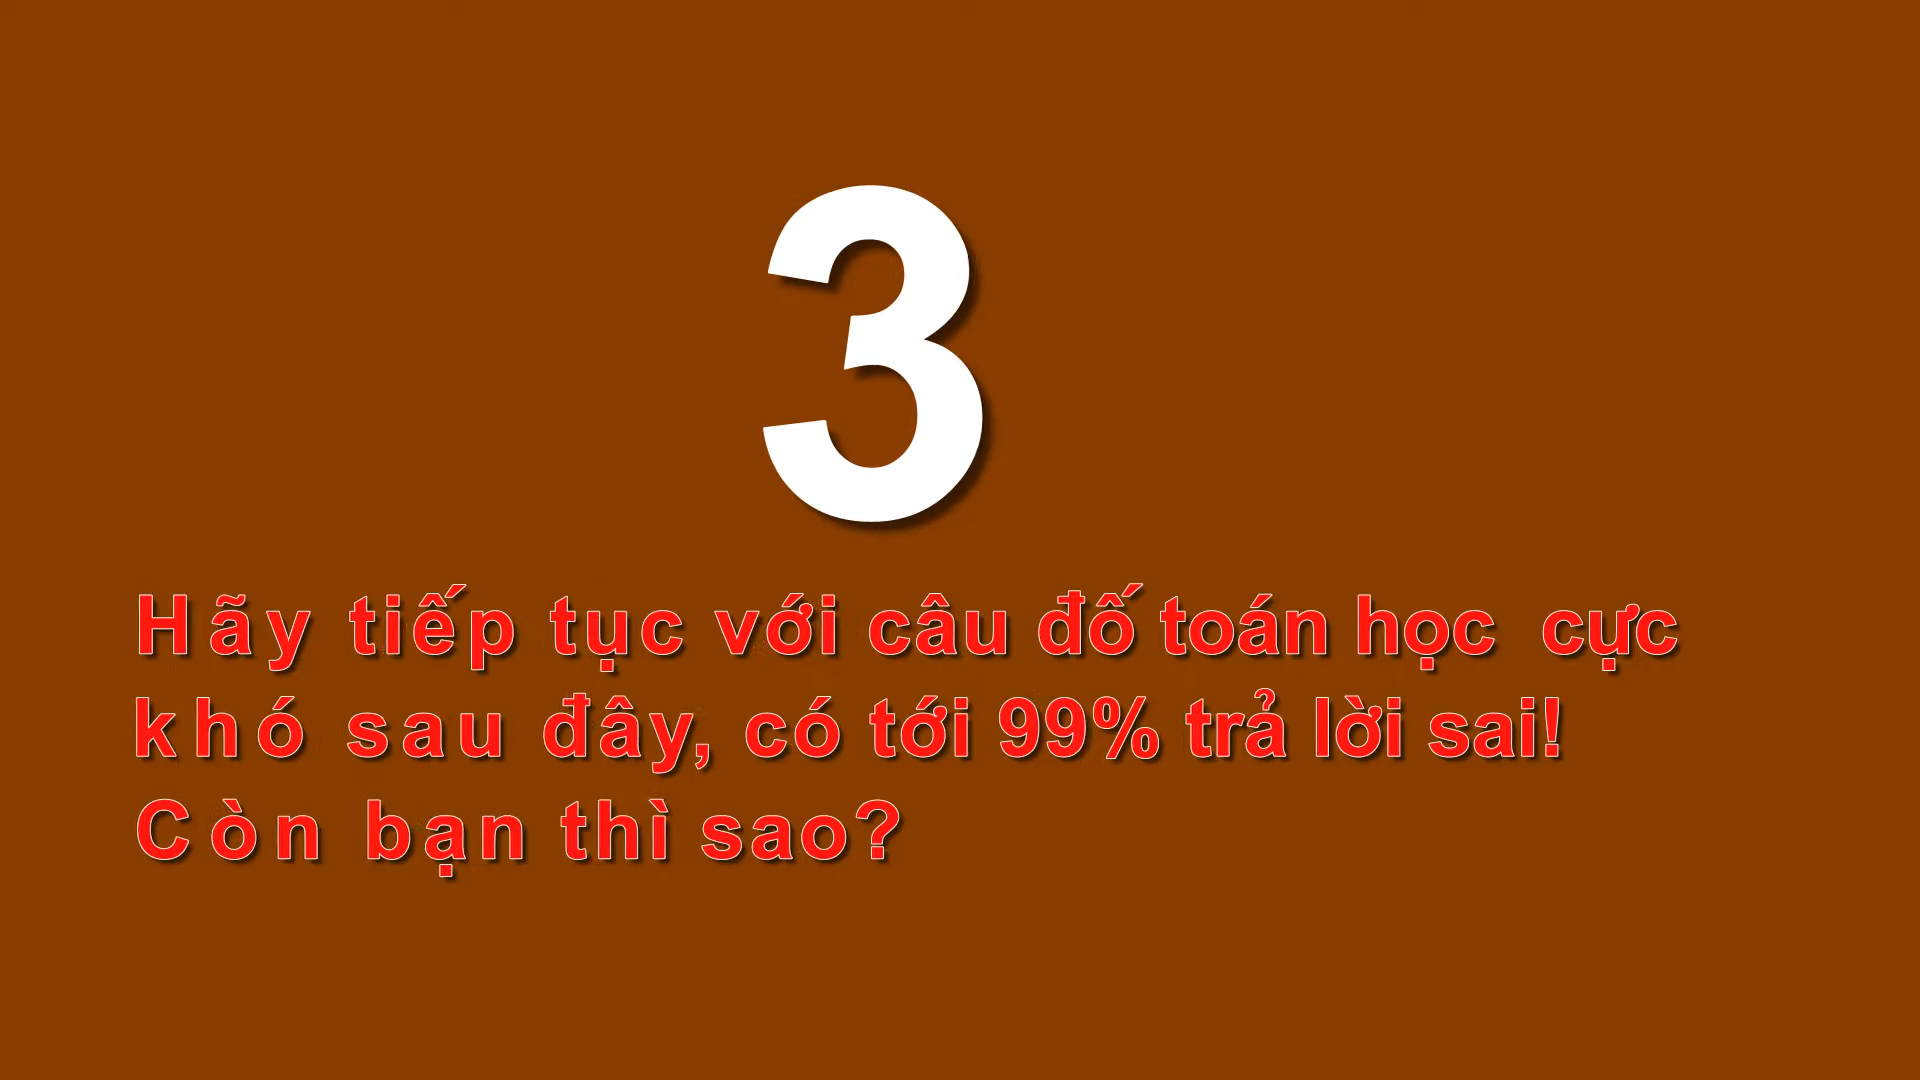 3
Hãy tiếp tục với câu đố toán học cực
khó sau đây, có tới 99% trả lời sai!
Còn bạn thì sao?